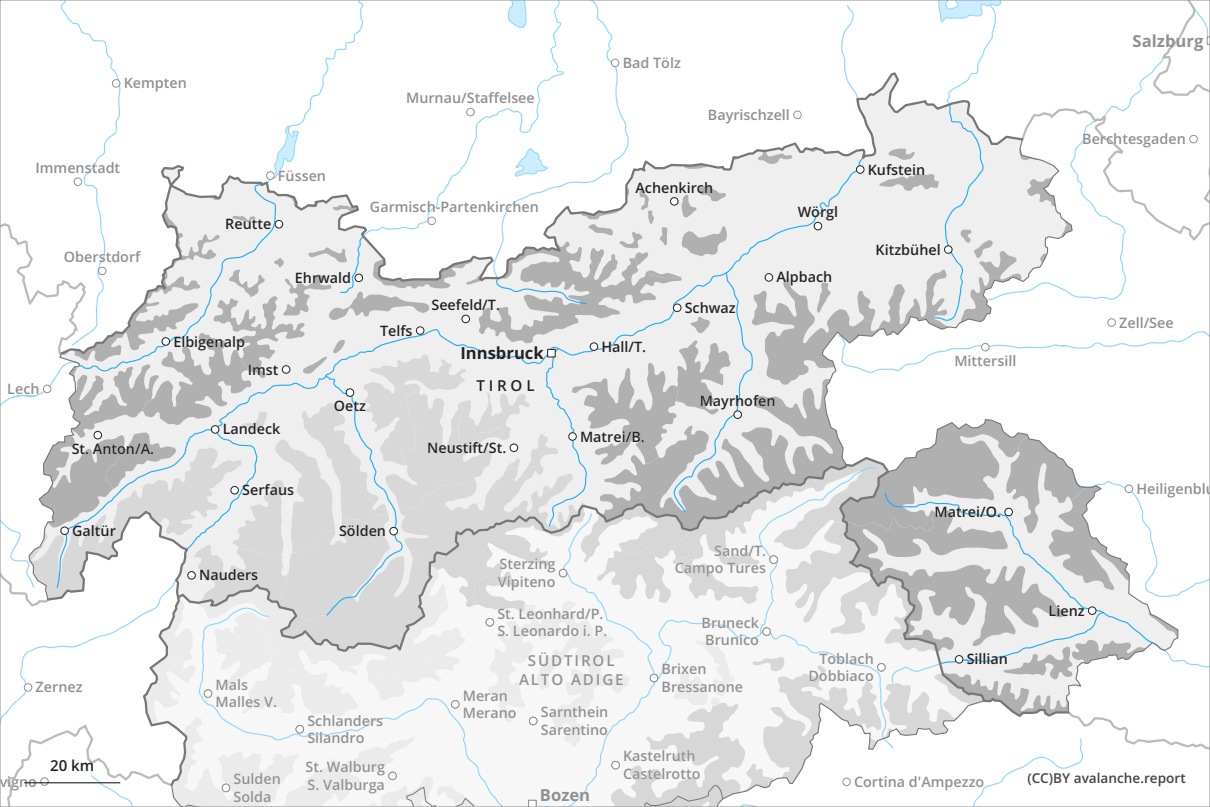 Salzburg
Bad Tölz
Kempten
Murnau/Staffelsee
Bayrischzell
Berchtesgaden
Immenstadt
Füssen
Kufstein
Achenkirch
Garmisch-Partenkirchen
Wörgl
Reutte
Kitzbühel
Oberstdorf
Ehrwald
Alpbach
Seefeld/T.
Schwaz
Zell/See
Telfs
Elbigenalp
Innsbruck
Hall/T.
Mittersill
Imst
TIROL
Lech
Oetz
Mayrhofen
Landeck
Matrei/B.
St. Anton/A.
Neustift/St.
Serfaus
Heiligenblu
Matrei/O.
Galtür
Sölden
Sand/T.
Campo Tures
Sterzing
Vipiteno
Nauders
Lienz
St. Leonhard/P.
S. Leonardo i. P.
Bruneck
Brunico
SÜDTIROL
ALTO ADIGE
Toblach
Dobbiaco
Sillian
Brixen
Bressanone
Zernez
Mals
Malles V.
Meran
Merano
Sarnthein
Sarentino
Schlanders
Silandro
Kastelruth
Castelrotto
20 km
St. Walburg
S. Valburga
vigno
Sulden
Solda
Cortina d'Ampezzo
(CC)BY avalanche.report
Bozen